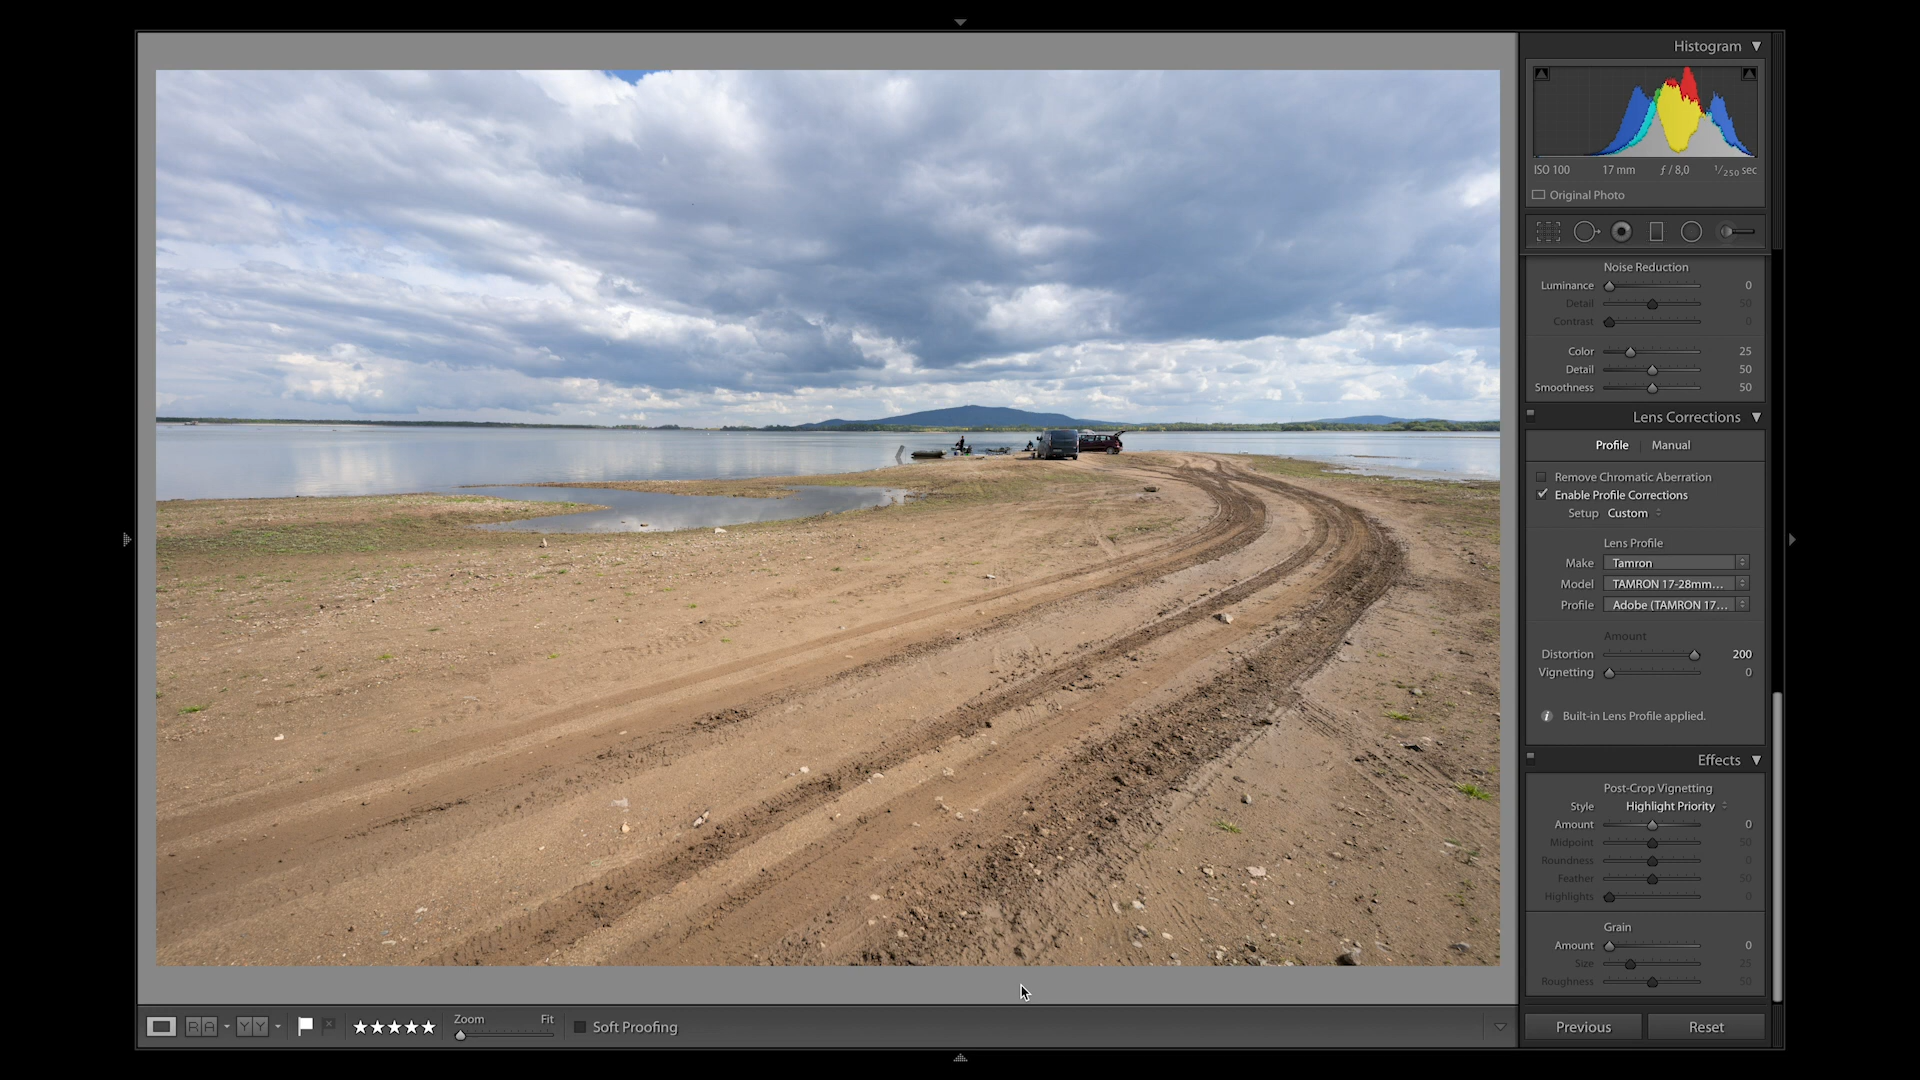 Histogram
ISO 100 17 mm ƒ / 8,0 1/250 sec
Original Photo
Noise Reduction
Luminance 0
Detail 50
Contrast 0
Color 25
Detail 50
Smoothness 50
Lens Corrections
Profile Manual
Remove Chromatic Aberration
Enable Profile Corrections
Setup Custom
Lens Profile
Make Tamron
Model TAMRON 17-28mm...
Profile Adobe (TAMRON 17...
Amount
Distortion 200
Vignetting 0
Built-in Lens Profile applied.
Effects
Post-Crop Vignetting
Style Highlight Priority
Amount 0
Midpoint 50
Roundness 0
Feather 50
Highlights 0
Grain
Amount 0
Size 25
Roughness 50
R A Y Y Zoom Fit Soft Proofing
Previous Reset